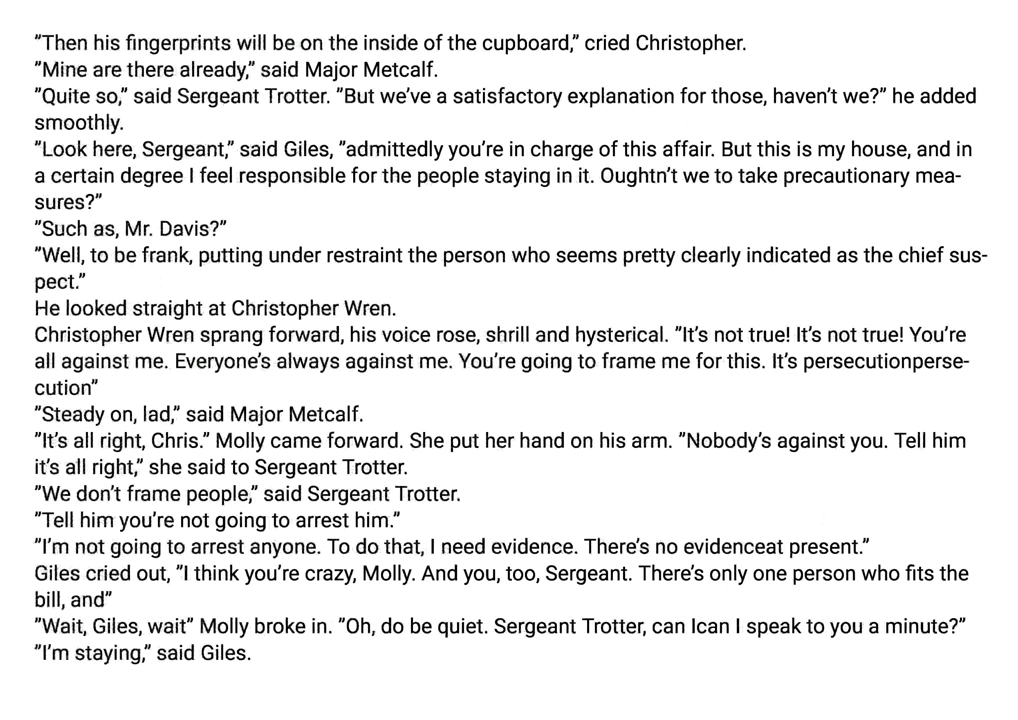 "Then his fingerprints will be on the inside of the cupboard," cried Christopher.
"Mine are there already," said Major Metcalf.
"Quite so," said Sergeant Trotter. "But we've a satisfactory explanation for those, haven't we?" he added
smoothly.
"Look here, Sergeant," said Giles, "admittedly you're in charge of this affair. But this is my house, and in
a certain degree I feel responsible for the people staying in it. Oughtn't we to take precautionary mea-
sures?"
"Such as, Mr. Davis?"
"Well, to be frank, putting under restraint the person who seems pretty clearly indicated as the chief sus-
pect."
He looked straight at Christopher Wren.
Christopher Wren sprang forward, his voice rose, shrill and hysterical. "It's not true! It's not true! You're
all against me. Everyone's always against me. You're going to frame me for this. It's persecutionperse-
cution"
"Steady on, lad," said Major Metcalf.
"It's all right, Chris." Molly came forward. She put her hand on his arm. "Nobody's against you. Tell him
it's all right," she said to Sergeant Trotter.
"We don't frame people," said Sergeant Trotter.
"Tell him you're not going to arrest him."
"I'm not going to arrest anyone. To do that, I need evidence. There's no evidenceat present."
Giles cried out, "I think you're crazy, Molly. And you, too, Sergeant. There's only one person who fits the
bill, and"
"Wait, Giles, wait" Molly broke in. "Oh, do be quiet. Sergeant Trotter, can Ican I speak to you a minute?"
"I'm staying," said Giles.